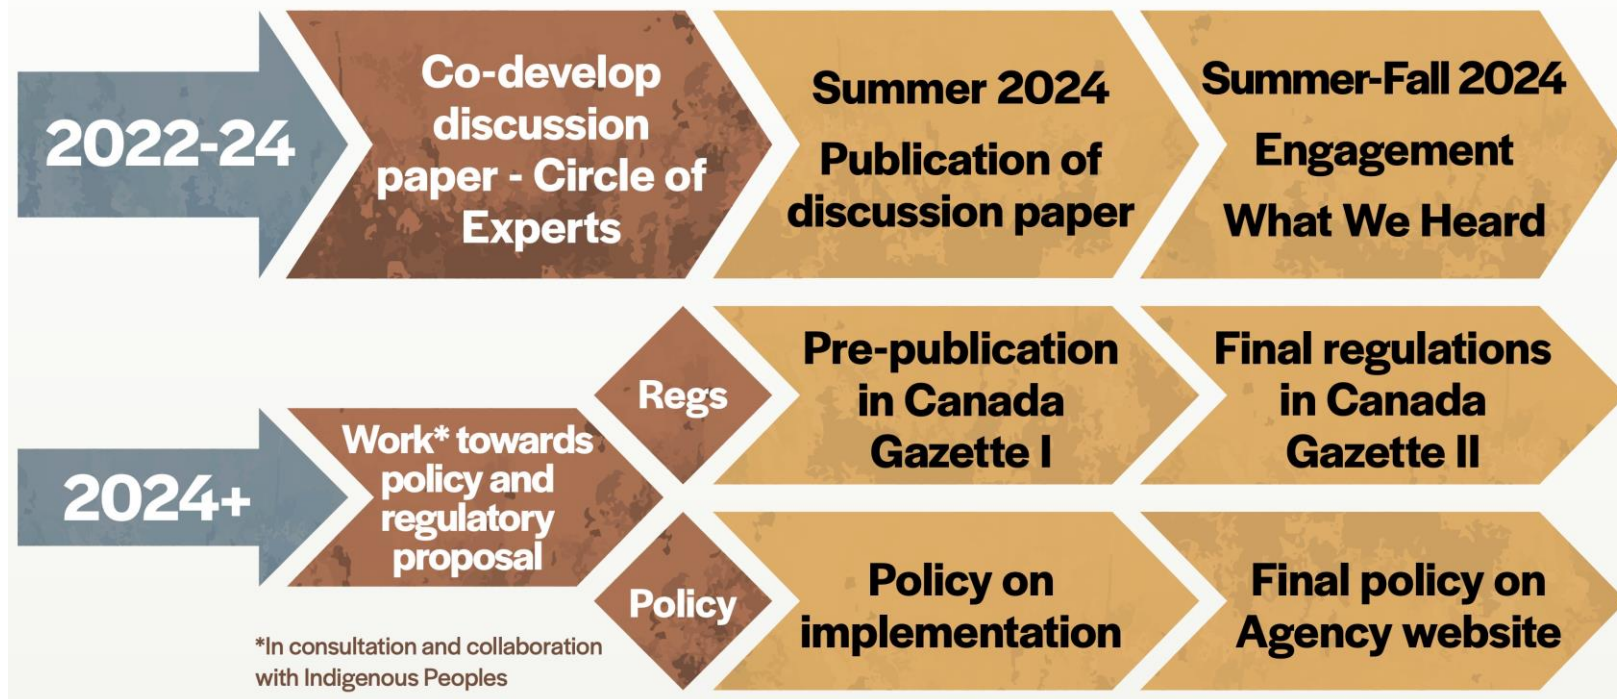 2022-24
Co-develop
discussion
paper - Circle of
Experts
Summer 2024
Publication of
discussion paper
Summer-Fall 2024
Engagement
What We Heard
2024+
Work* towards
policy and
regulatory
proposal
Regs
Pre-publication
in Canada
Gazette I
Final regulations
in Canada
Gazette II
Policy
Policy on
implementation
Final policy on
Agency website
*In consultation and collaboration
with Indigenous Peoples